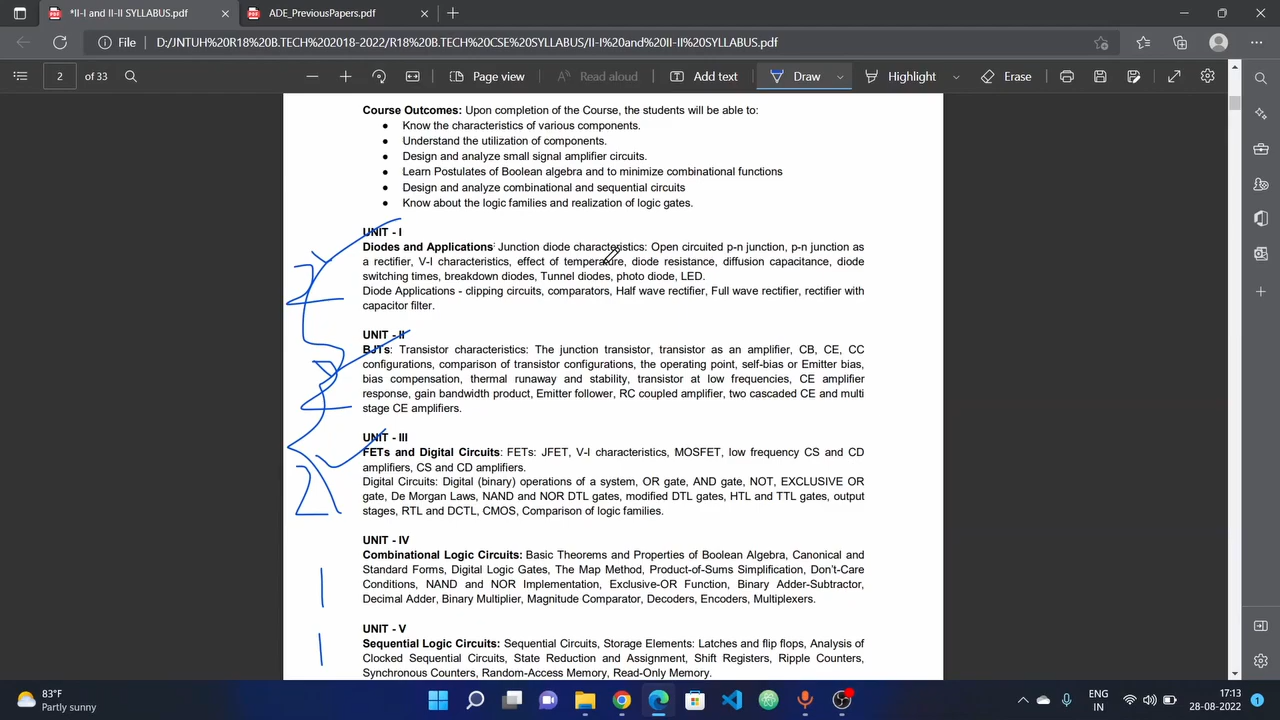 *II-I and II-II SYLLABUS.pdf
ADE_PreviousPapers.pdf
File D:/JNTUH%20R18%20B.TECH%202018-2022/R18%20B.TECH%20CSE%20SYLLABUS/II-I%20and%20II-II%20SYLLABUS.pdf
2 of 33 Page view Read aloud Add text Draw Highlight Erase
Course Outcomes: Upon completion of the Course, the students will be able to:
● Know the characteristics of various components.
● Understand the utilization of components.
● Design and analyze small signal amplifier circuits.
● Learn Postulates of Boolean algebra and to minimize combinational functions
● Design and analyze combinational and sequential circuits
● Know about the logic families and realization of logic gates.
UNIT - I
Diodes and Applications: Junction diode characteristics: Open circuited p-n junction, p-n junction as
a rectifier, V-I characteristics, effect of temperature, diode resistance, diffusion capacitance, diode
switching times, breakdown diodes, Tunnel diodes, photo diode, LED.
Diode Applications - clipping circuits, comparators, Half wave rectifier, Full wave rectifier, rectifier with
capacitor filter.
UNIT - II
BJTs: Transistor characteristics: The junction transistor, transistor as an amplifier, CB, CE, CC
configurations, comparison of transistor configurations, the operating point, self-bias or Emitter bias,
bias compensation, thermal runaway and stability, transistor at low frequencies, CE amplifier
response, gain bandwidth product, Emitter follower, RC coupled amplifier, two cascaded CE and multi
stage CE amplifiers.
UNIT - III
FETs and Digital Circuits: FETs: JFET, V-I characteristics, MOSFET, low frequency CS and CD
amplifiers, CS and CD amplifiers.
Digital Circuits: Digital (binary) operations of a system, OR gate, AND gate, NOT, EXCLUSIVE OR
gate, De Morgan Laws, NAND and NOR DTL gates, modified DTL gates, HTL and TTL gates, output
stages, RTL and DCTL, CMOS, Comparison of logic families.
UNIT - IV
Combinational Logic Circuits: Basic Theorems and Properties of Boolean Algebra, Canonical and
Standard Forms, Digital Logic Gates, The Map Method, Product-of-Sums Simplification, Don't-Care
Conditions, NAND and NOR Implementation, Exclusive-OR Function, Binary Adder-Subtractor,
Decimal Adder, Binary Multiplier, Magnitude Comparator, Decoders, Encoders, Multiplexers.
UNIT - V
Sequential Logic Circuits: Sequential Circuits, Storage Elements: Latches and flip flops, Analysis of
Clocked Sequential Circuits, State Reduction and Assignment, Shift Registers, Ripple Counters,
Synchronous Counters, Random-Access Memory, Read-Only Memory.
83°F
Partly sunny
ENG
IN
17:13
28-08-2022